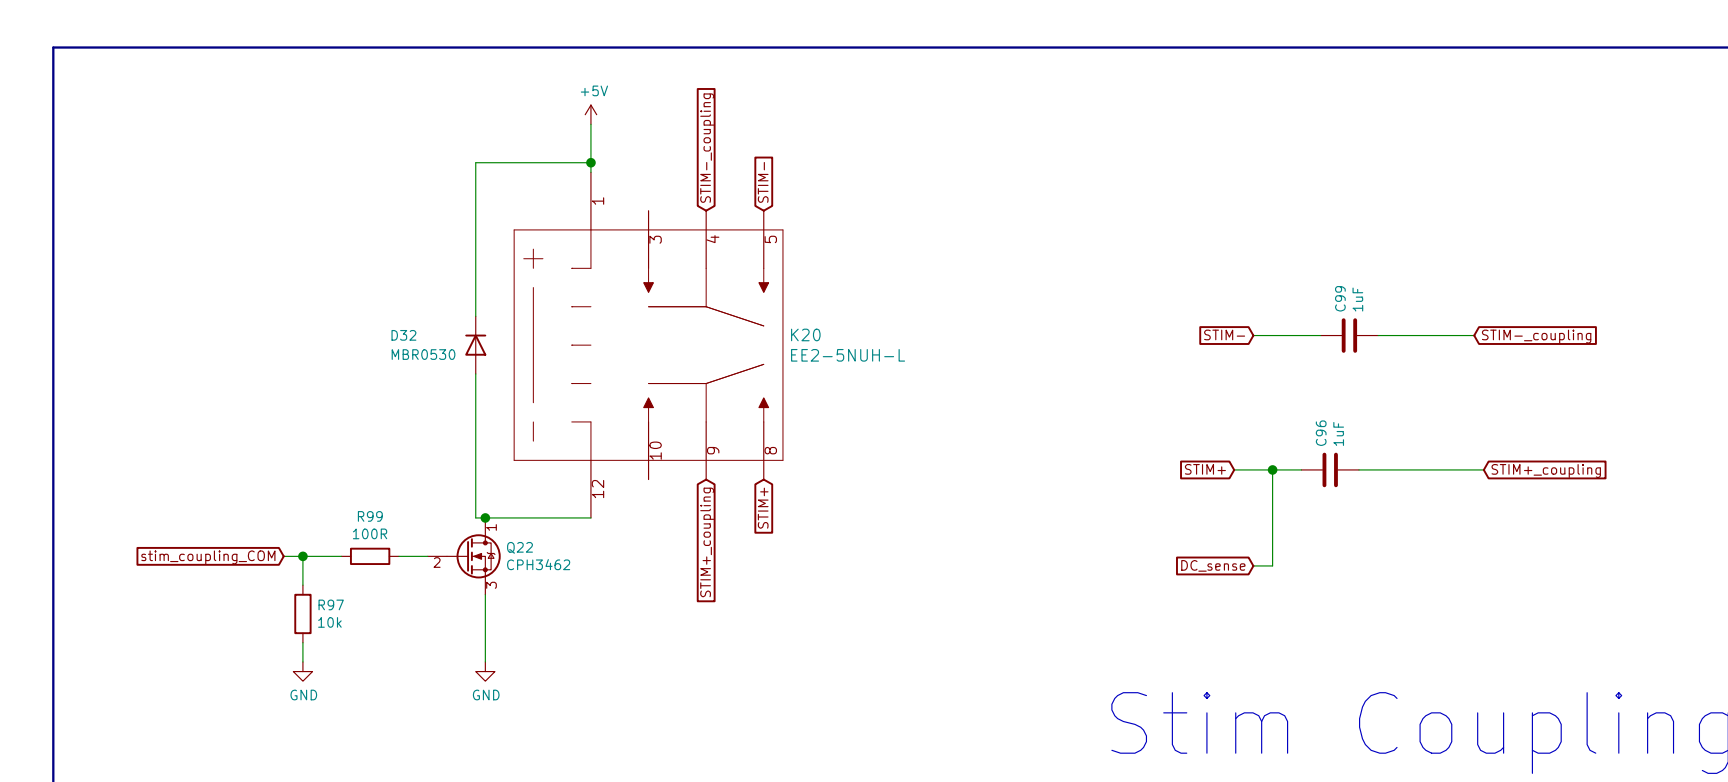 +5V
STIM-_coupling
STIM-
1
3
4
5
D32
MBR0530
K20
EE2-5NUH-L
10
9
8
12
STIM+_coupling
STIM+
stim_coupling_COM
R99
100R
1
2
3
Q22
CPH3462
R97
10k
GND
GND
C99
1uF
STIM-
STIM-_coupling
C96
1uF
STIM+
STIM+_coupling
DC_sense
Stim Coupling